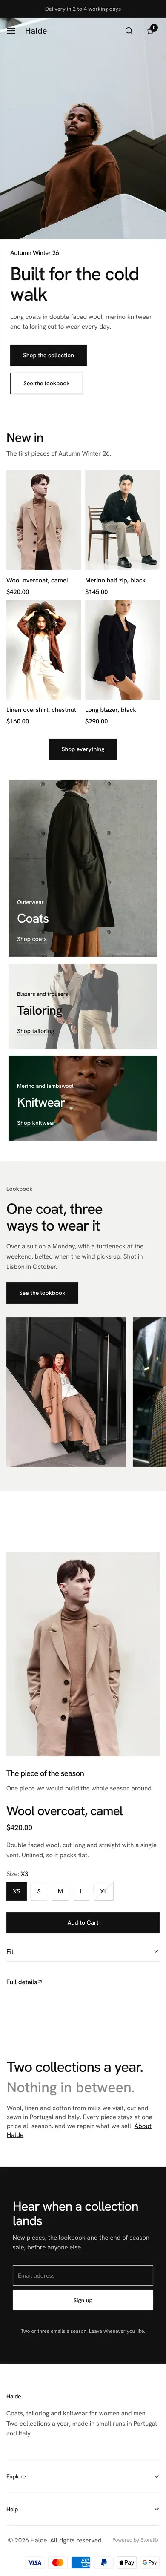 Delivery in 2 to 4 working days
Halde
0
Autumn Winter 26
Built for the cold
walk
Long coats in double faced wool, merino knitwear
and tailoring cut to wear every day.
Shop the collection
See the lookbook
New in
The first pieces of Autumn Winter 26.
Wool overcoat, camel
$420.00
Merino half zip, black
$145.00
Linen overshirt, chestnut
$160.00
Long blazer, black
$290.00
Shop everything
Outerwear
Coats
Shop coats
Blazers and trousers
Tailoring
Shop tailoring
Merino and lambswool
Knitwear
Shop knitwear
Lookbook
One coat, three
ways to wear it
Over a suit on a Monday, with a turtleneck at the
weekend, belted when the wind picks up. Shot in
Lisbon in October.
See the lookbook
The piece of the season
One piece we would build the whole season around.
Wool overcoat, camel
$420.00
Double faced wool, cut long and straight with a single
vent. Unlined, so it packs flat.
Size: XS
XS S M L XL
Add to Cart
Fit
Full details
Two collections a year.
Nothing in between.
Wool, linen and cotton from mills we visit, cut and
sewn in Portugal and Italy. Every piece stays at one
price all season, and we repair what we sell. About
Halde
Hear when a collection
lands
New pieces, the lookbook and the end of season
sale, before anyone else.
Email address
Sign up
Two or three emails a season. Leave whenever you like.
Halde
Coats, tailoring and knitwear for women and men.
Two collections a year, made in small runs in Portugal
and Italy.
Explore
Help
© 2026 Halde. All rights reserved.
Powered by Storetib
VISA
Pay
G Pay